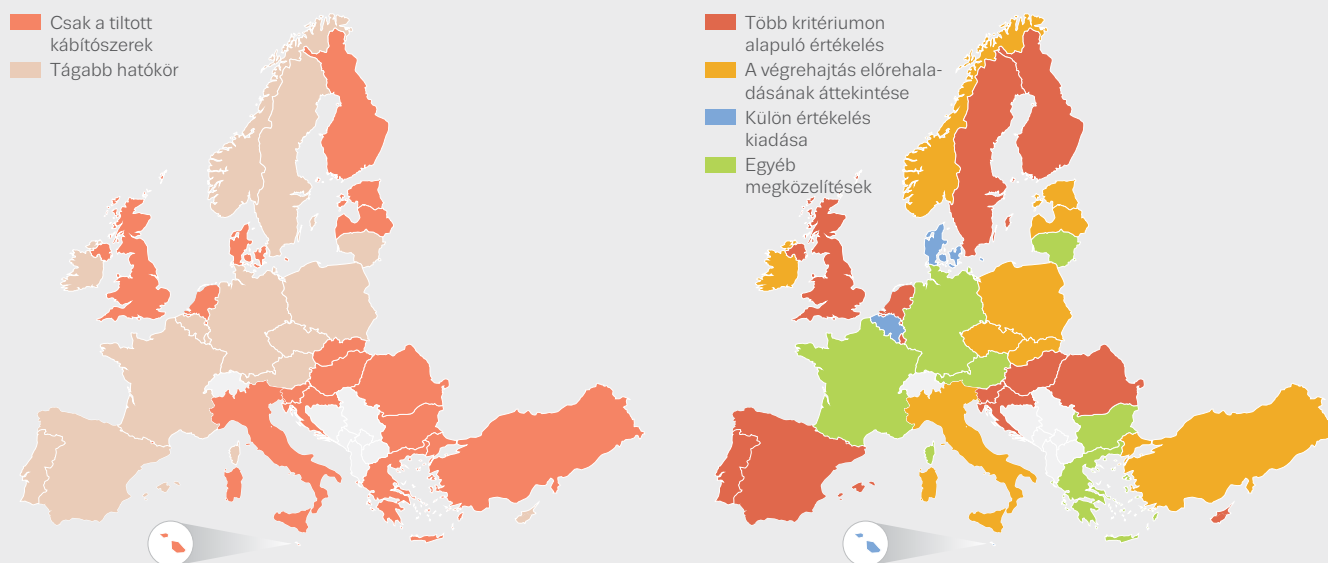 Csak a tiltott
kábítószerek
Tágabb hatókör
Több kritériumon
alapuló értékelés
A végrehajtás előrehala-
dásának áttekintése
Külön értékelés
kiadása
Egyéb
megközelítések